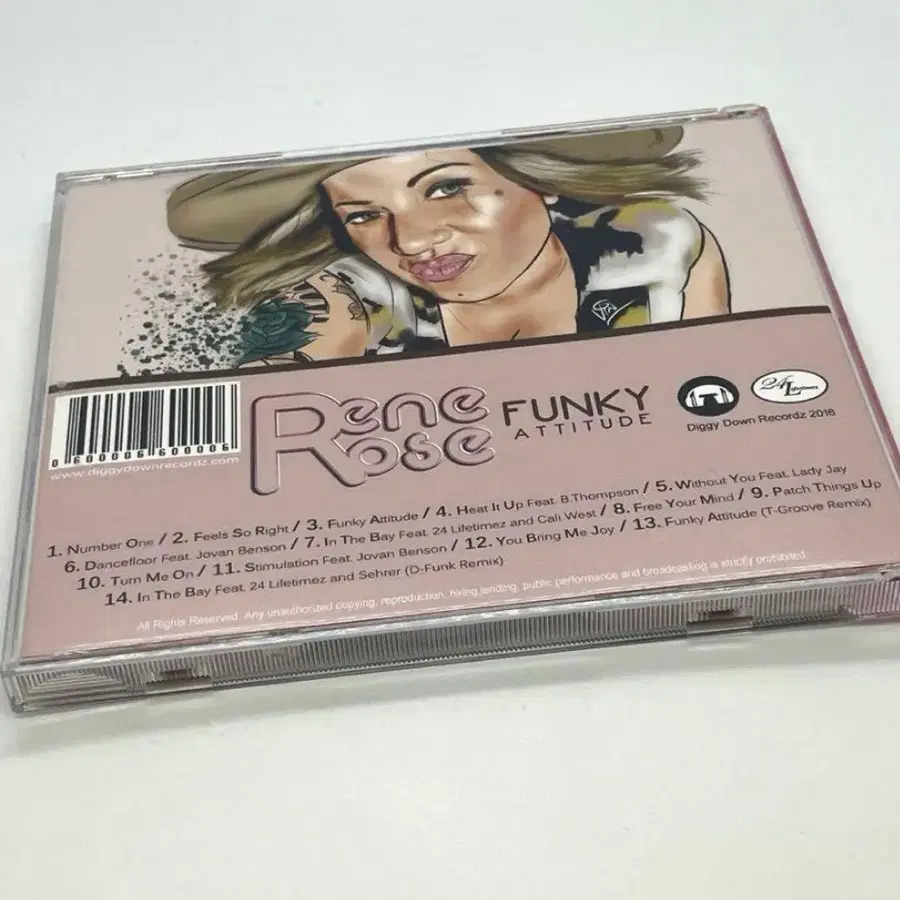 Rene Rose
FUNKY
ATTITUDE
24 Lifetimez
Diggy Down Recordz 2016
0 600006 600006
www.diggydownrecordz.com
1. Number One / 2. Feels So Right / 3. Funky Attitude / 4. Heat It Up Feat. B.Thompson / 5. Without You Feat. Lady Jay
6. Dancefloor Feat. Jovan Benson / 7. In The Bay Feat. 24 Lifetimez and Cali West / 8. Free Your Mind / 9. Patch Things Up
10. Turn Me On / 11. Stimulation Feat. Jovan Benson / 12. You Bring Me Joy / 13. Funky Attitude (T-Groove Remix)
14. In The Bay Feat. 24 Lifetimez and Sehrer (D-Funk Remix)
All Rights Reserved. Any unauthorized copying, reproduction, hiring, lending, public performance and broadcasting is strictly prohibited.